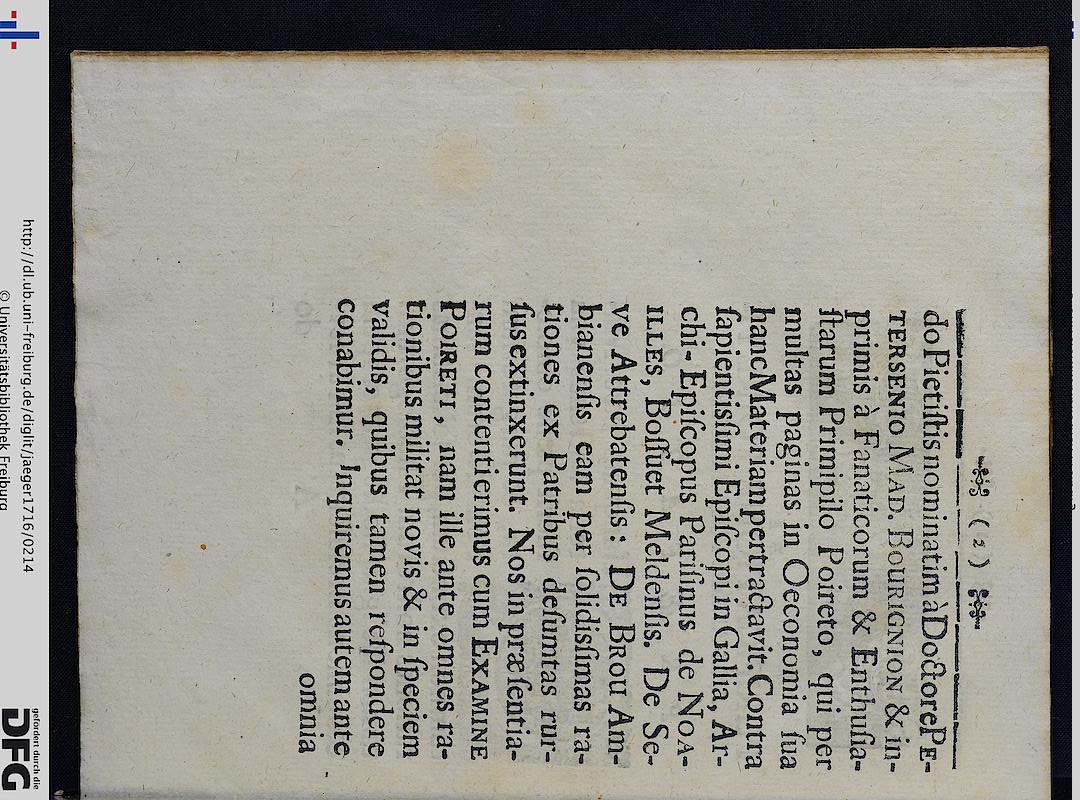 ( 2 )
do Pietiſtis nominatim à Doctore PE-
TERSENIO MAD. BOURIGNION & in-
primis à Fanaticorum & Enthuſia-
ſtarum Primipilo Poireto, qui per
multas paginas in Oeconomia ſua
hanc Materiam pertractavit. Contra
ſapientisſimi Epiſcopi in Gallia, Ar-
chi-Epiſcopus Pariſinus de NOA-
ILLES, Boſſuet Meldenſis. De Se-
ve Attrebatenſis: DE BROU Am-
bianenſis eam per ſolidisſimas ra-
tiones ex Patribus deſumtas rur-
ſus extinxerunt. Nos in præſentia-
rum contenti erimus cum EXAMINE
POIRETI, nam ille ante omnes ra-
tionibus militat novis & in ſpeciem
validis, quibus tamen reſpondere
conabimur. Inquiremus autem ante
omnia
http://dl.ub.uni-freiburg.de/diglit/jaeger1716/0214
© Universitätsbibliothek Freiburg
gefördert durch die
DFG